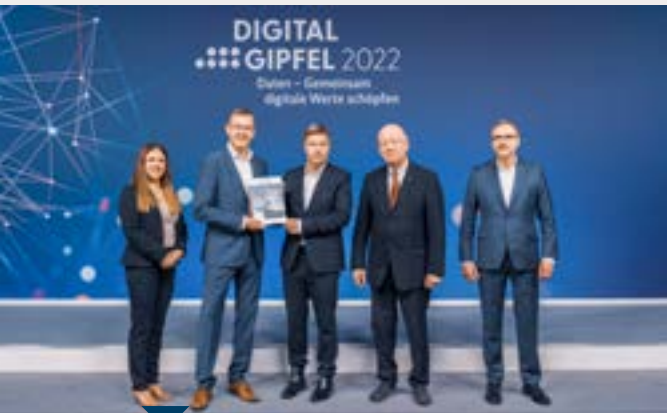 DIGITAL
GIPFEL 2022
Daten – Gemeinsam
digitale Werte schöpfen